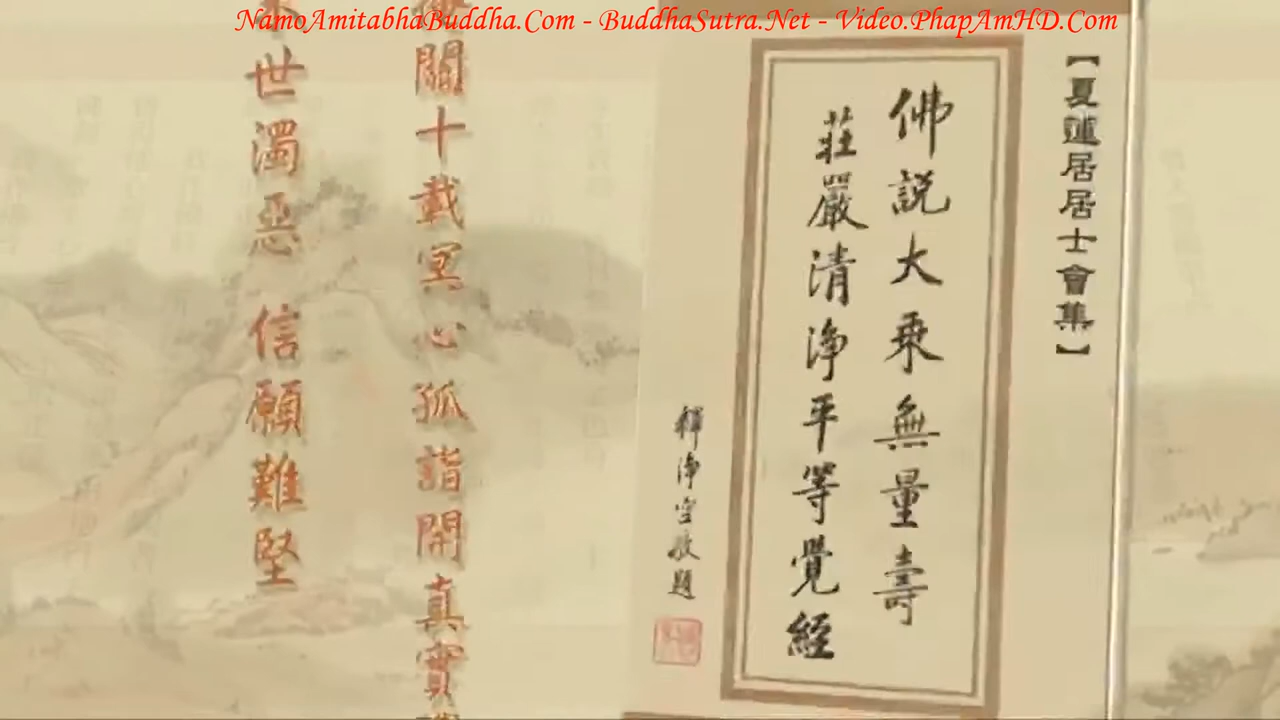 NamoAmitabhaBuddha.Com - BuddhaSutra.Net - Video.PhapAmHD.Com
【夏蓮居居士會集】
佛説大乘無量壽
莊嚴清淨平等覺經
釋淨空敬題
關十載冥心孤詣開真實
世濁惡 信願難堅